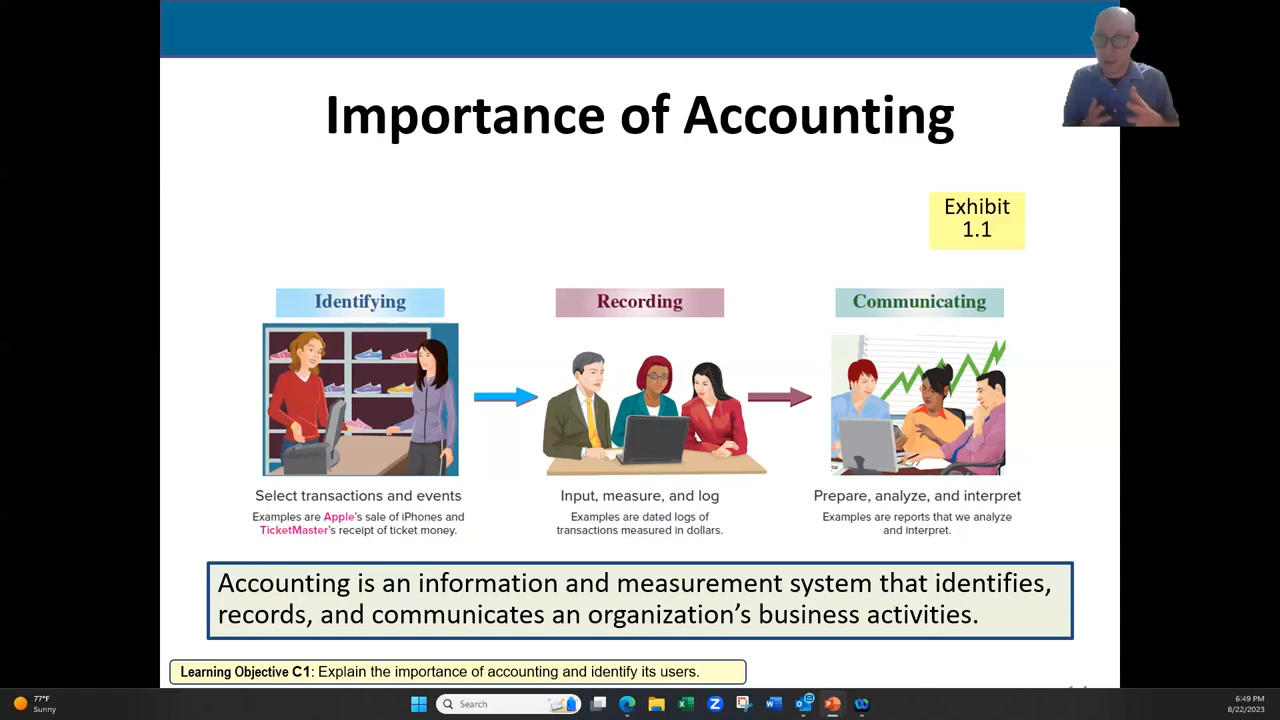 Importance of Accounting
Exhibit
1.1
Identifying
Recording
Communicating
Select transactions and events
Examples are Apple's sale of iPhones and
TicketMaster's receipt of ticket money.
Input, measure, and log
Examples are dated logs of
transactions measured in dollars.
Prepare, analyze, and interpret
Examples are reports that we analyze
and interpret.
Accounting is an information and measurement system that identifies,
records, and communicates an organization's business activities.
Learning Objective C1: Explain the importance of accounting and identify its users.
77°F
Sunny
Search
6:49 PM
8/22/2023